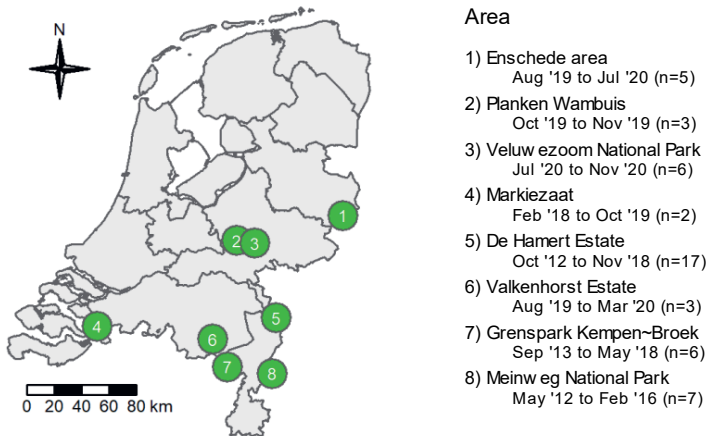 Area
N
1) Enschede area
Aug '19 to Jul '20 (n=5)
2) Planken Wambuis
Oct '19 to Nov '19 (n=3)
3) Veluwezoom National Park
Jul '20 to Nov '20 (n=6)
4) Markiezaat
Feb '18 to Oct '19 (n=2)
5) De Hamert Estate
Oct '12 to Nov '18 (n=17)
6) Valkenhorst Estate
Aug '19 to Mar '20 (n=3)
7) Grenspark Kempen~Broek
Sep '13 to May '18 (n=6)
8) Meinweg National Park
May '12 to Feb '16 (n=7)
1
2 3
5
4
6
7
8
0 20 40 60 80 km